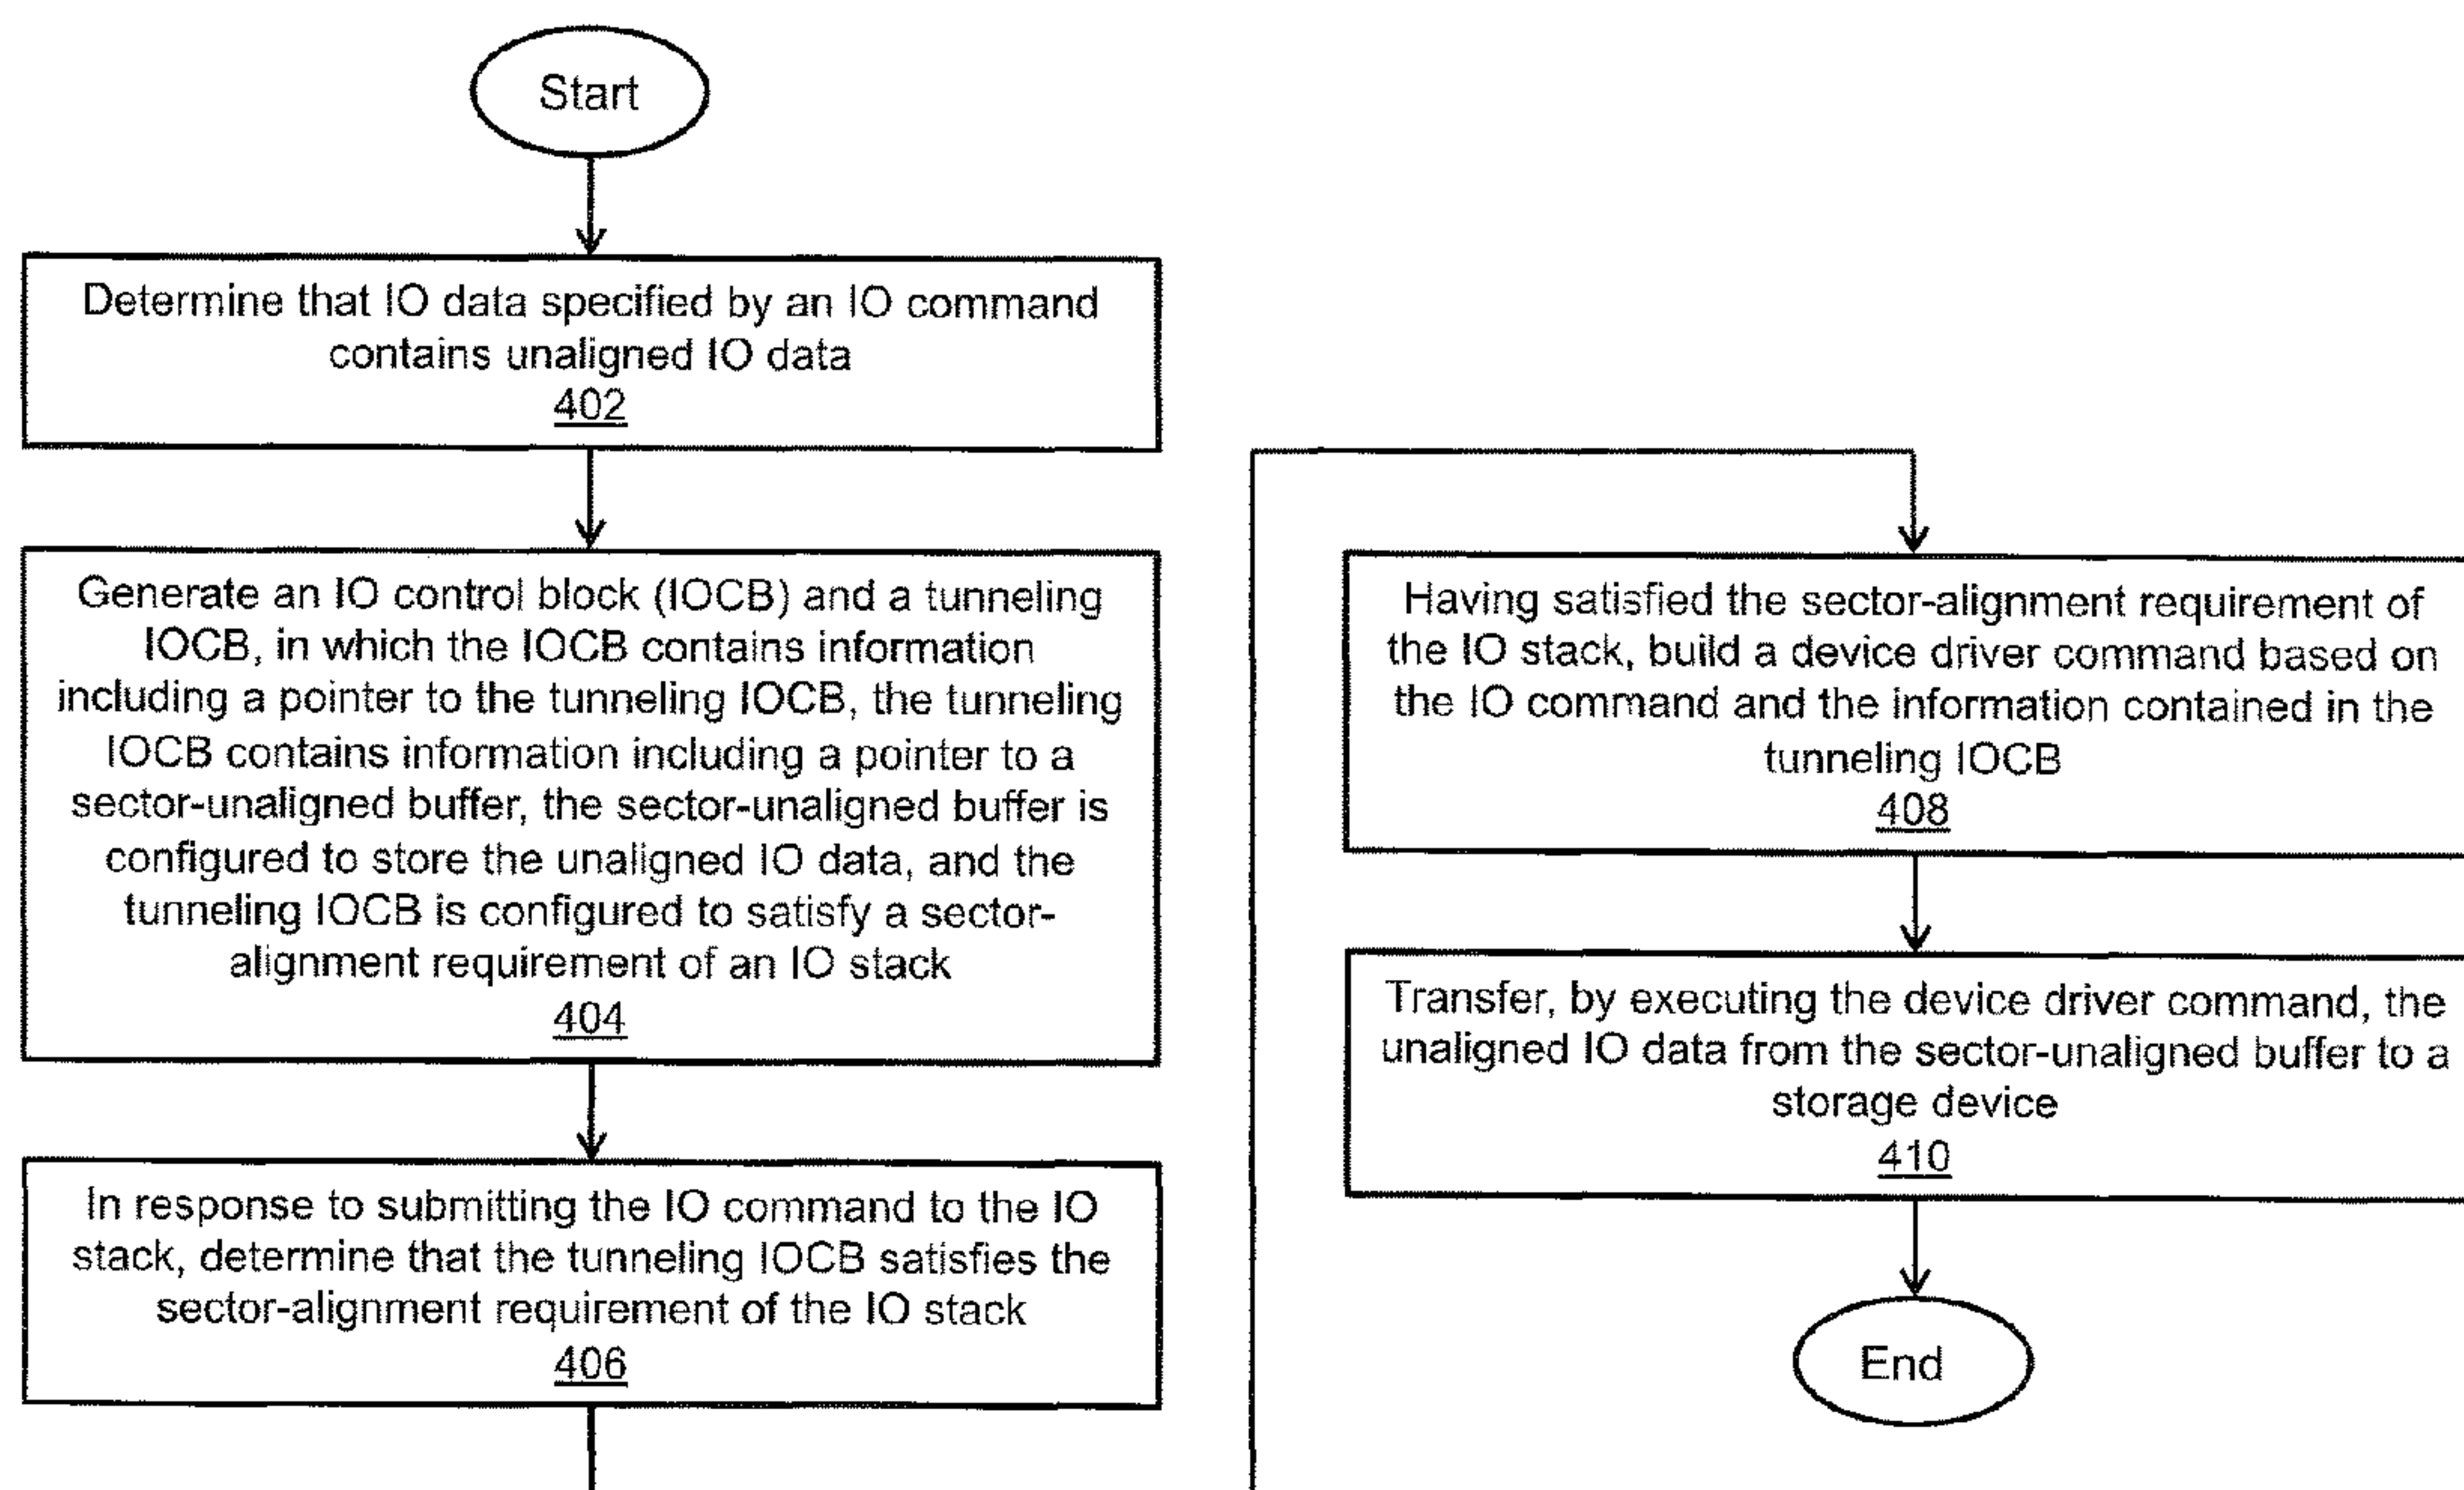 Start
Determine that IO data specified by an IO command
contains unaligned IO data
402
Generate an IO control block (IOCB) and a tunneling
IOCB, in which the IOCB contains information
including a pointer to the tunneling IOCB, the tunneling
IOCB contains information including a pointer to a
sector-unaligned buffer, the sector-unaligned buffer is
configured to store the unaligned IO data, and the
tunneling IOCB is configured to satisfy a sector-
alignment requirement of an IO stack
404
In response to submitting the IO command to the IO
stack, determine that the tunneling IOCB satisfies the
sector-alignment requirement of the IO stack
406
Having satisfied the sector-alignment requirement of
the IO stack, build a device driver command based on
the IO command and the information contained in the
tunneling IOCB
408
Transfer, by executing the device driver command, the
unaligned IO data from the sector-unaligned buffer to a
storage device
410
End